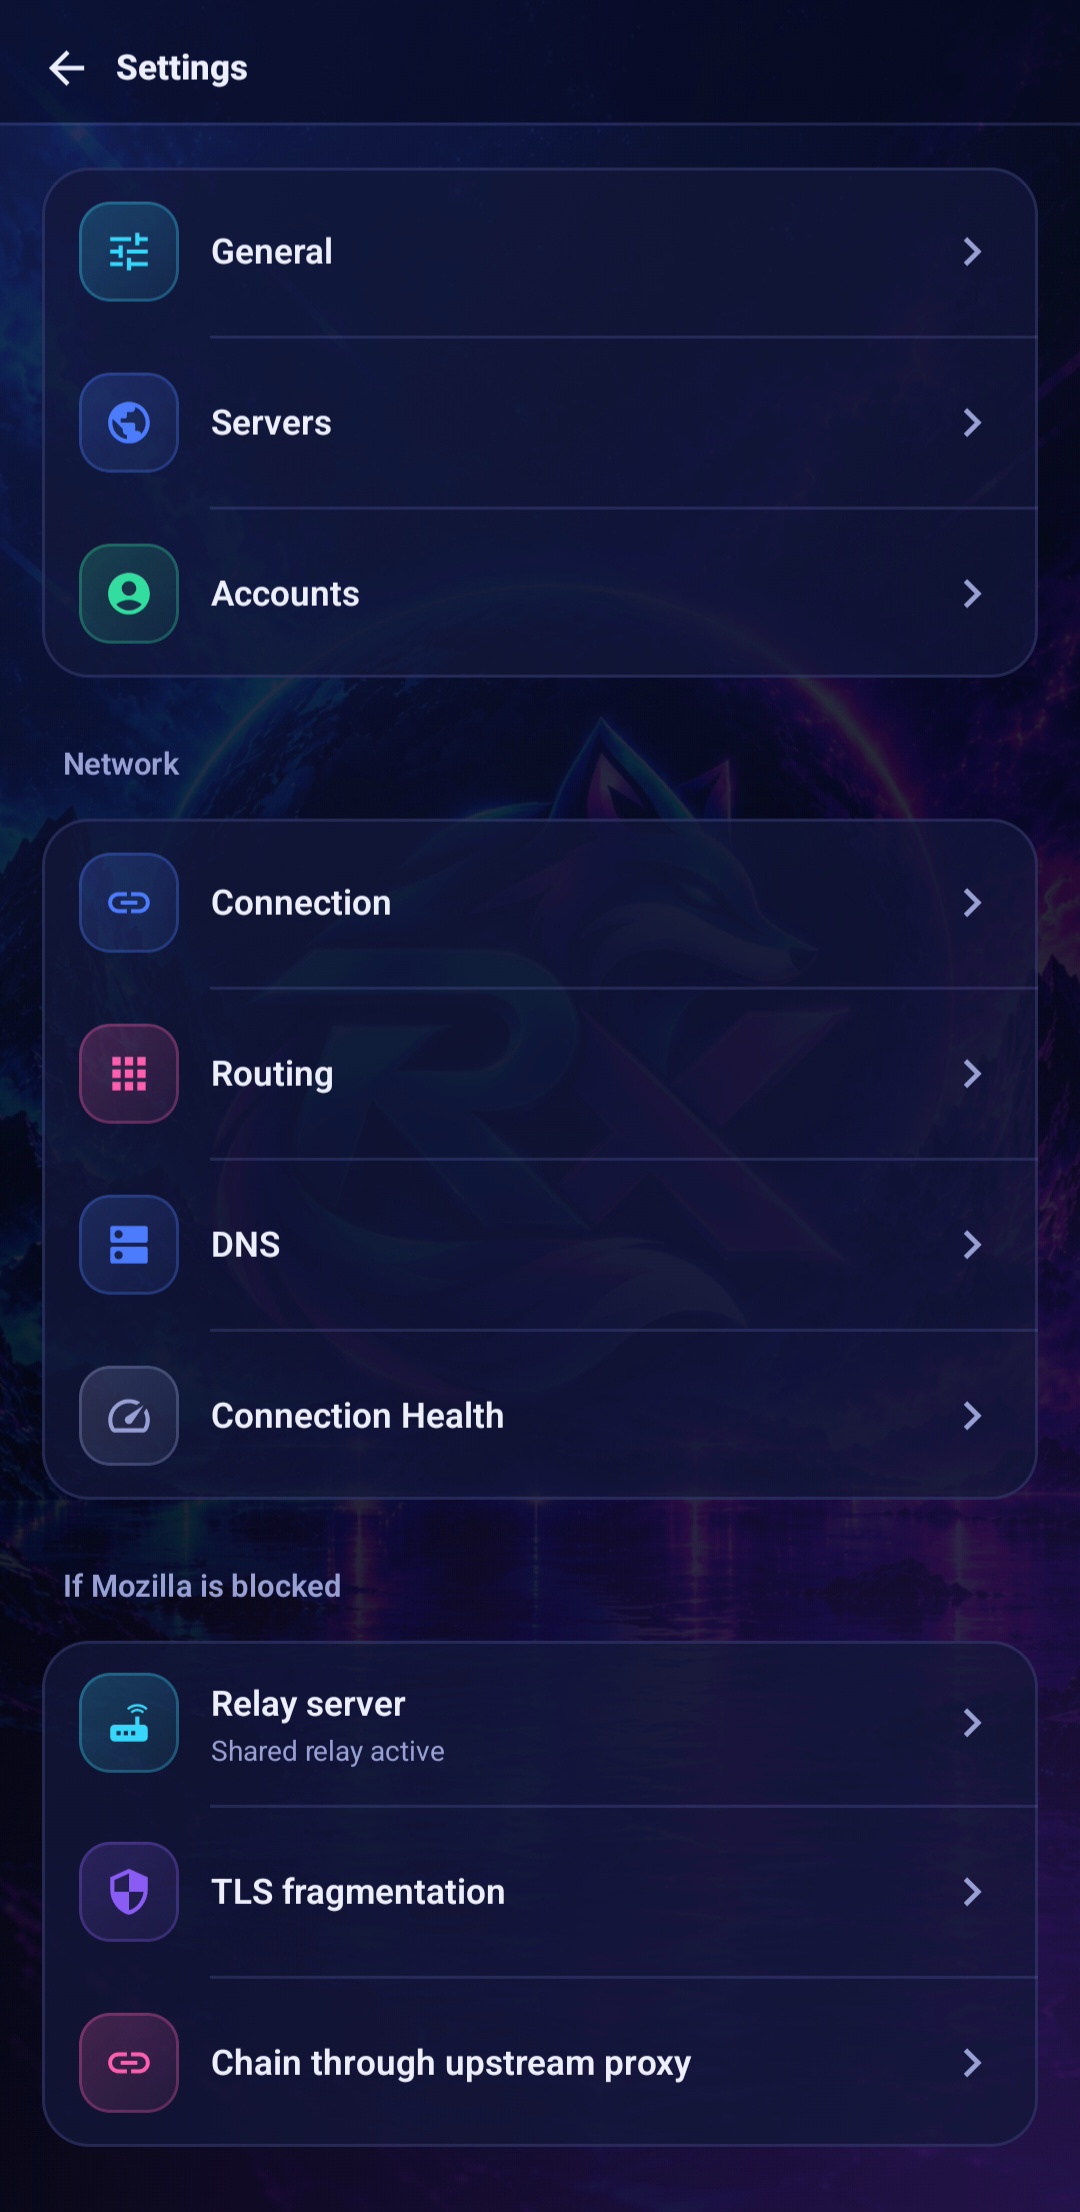 Settings
General
Servers
Accounts
Network
Connection
Routing
DNS
Connection Health
If Mozilla is blocked
Relay server
Shared relay active
TLS fragmentation
Chain through upstream proxy
RX